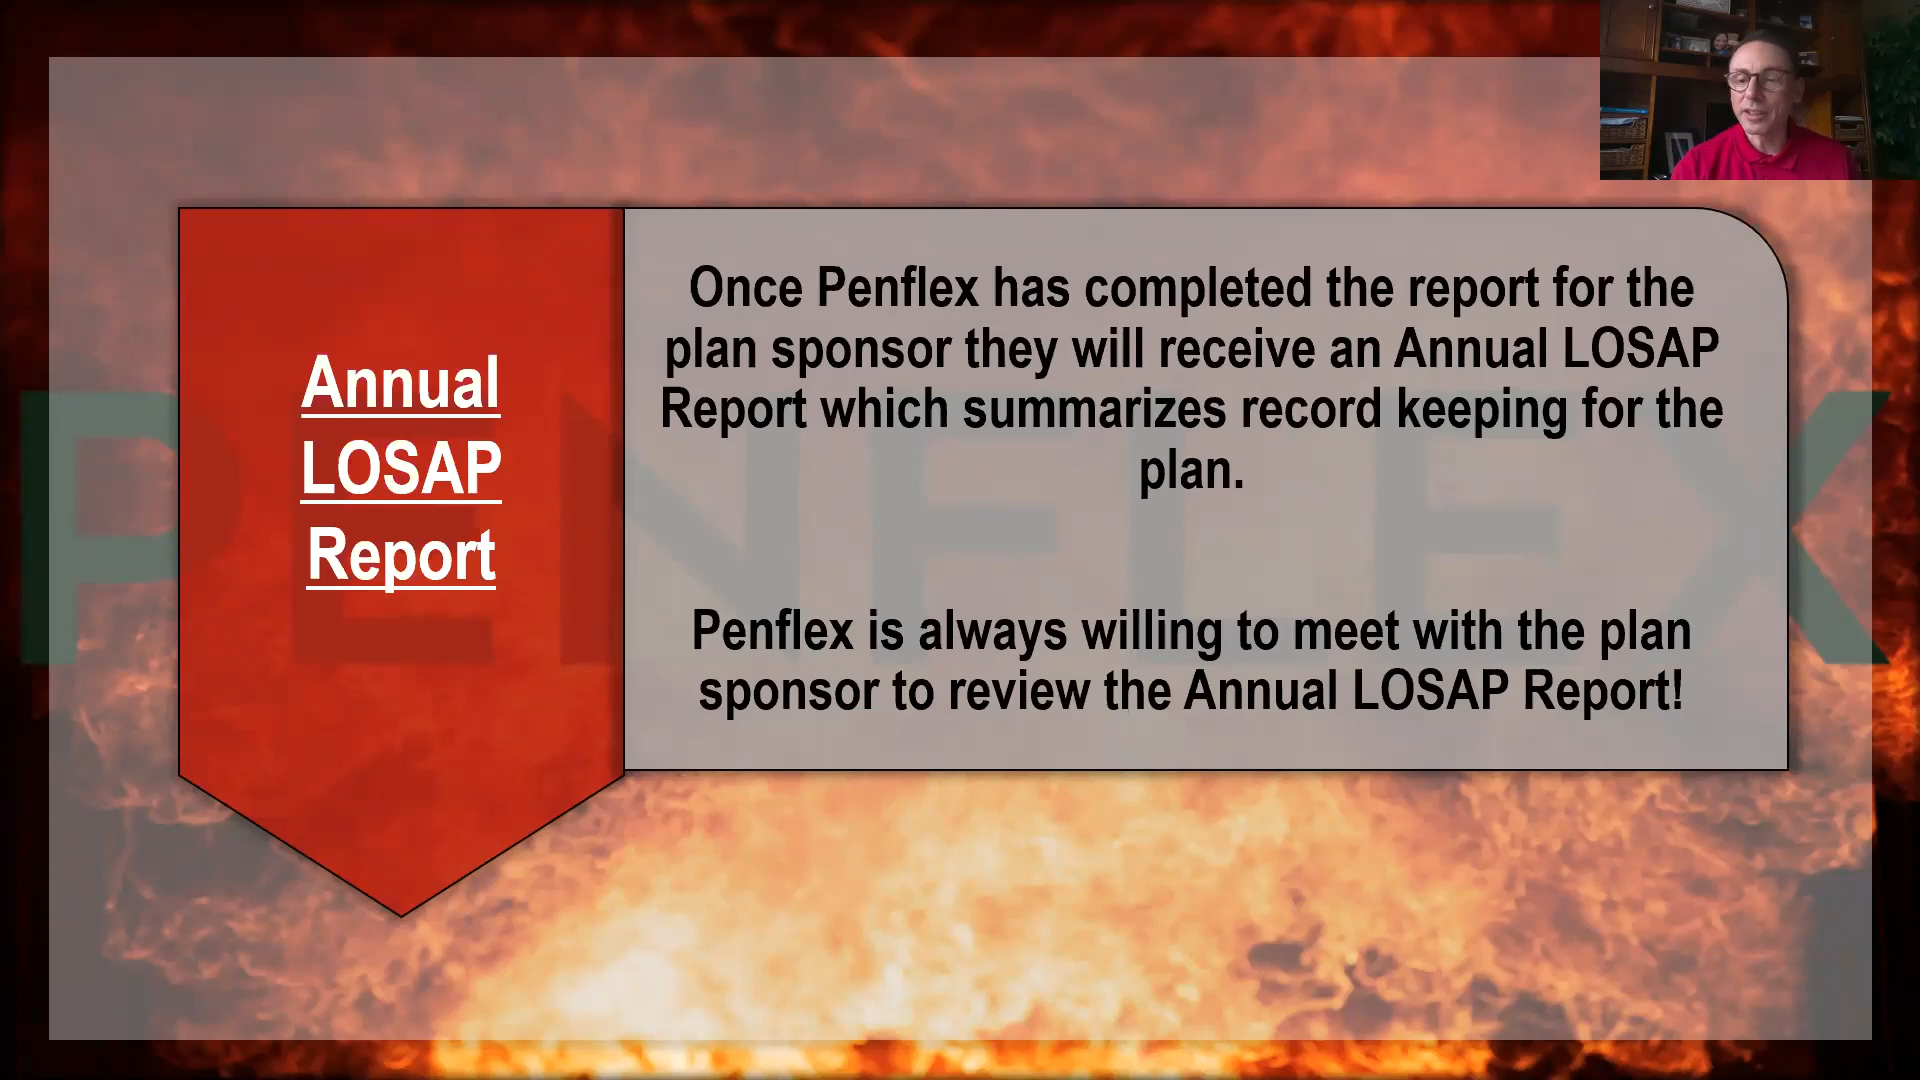 Annual
LOSAP
Report
Once Penflex has completed the report for the
plan sponsor they will receive an Annual LOSAP
Report which summarizes record keeping for the
plan.
Penflex is always willing to meet with the plan
sponsor to review the Annual LOSAP Report!
PENFLEX